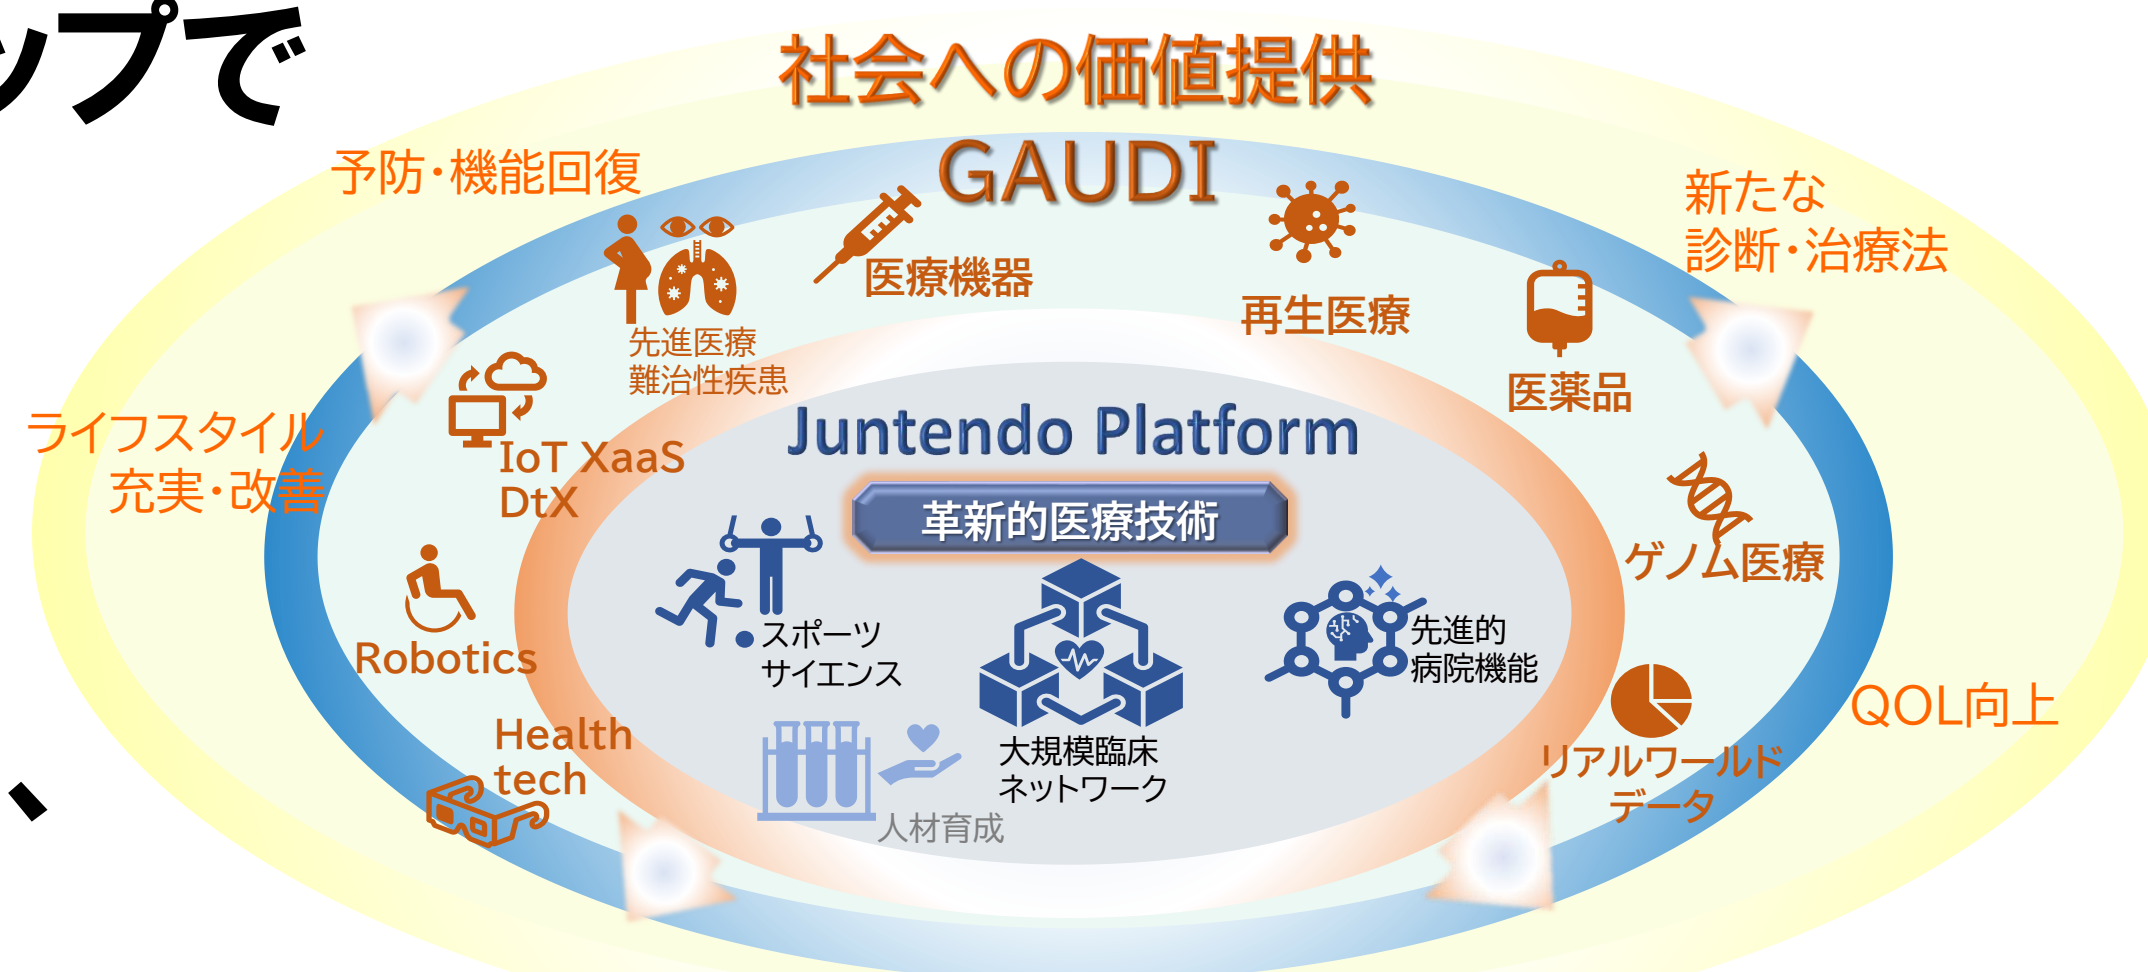 ップで
社会への価値提供
GAUDI
予防・機能回復
新たな
診断・治療法
医療機器
再生医療
先進医療
難治性疾患
医薬品
ライフスタイル
充実・改善
IoT XaaS
DtX
Juntendo Platform
革新的医療技術
ゲノム医療
Robotics
スポーツ
サイエンス
先進的
病院機能
QOL向上
Health
tech
大規模臨床
ネットワーク
リアルワールド
データ
人材育成
、